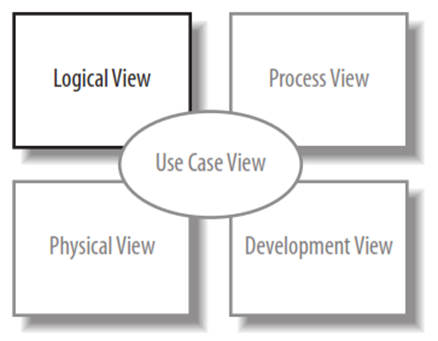 Logical View
Process View
Use Case View
Physical View
Development View